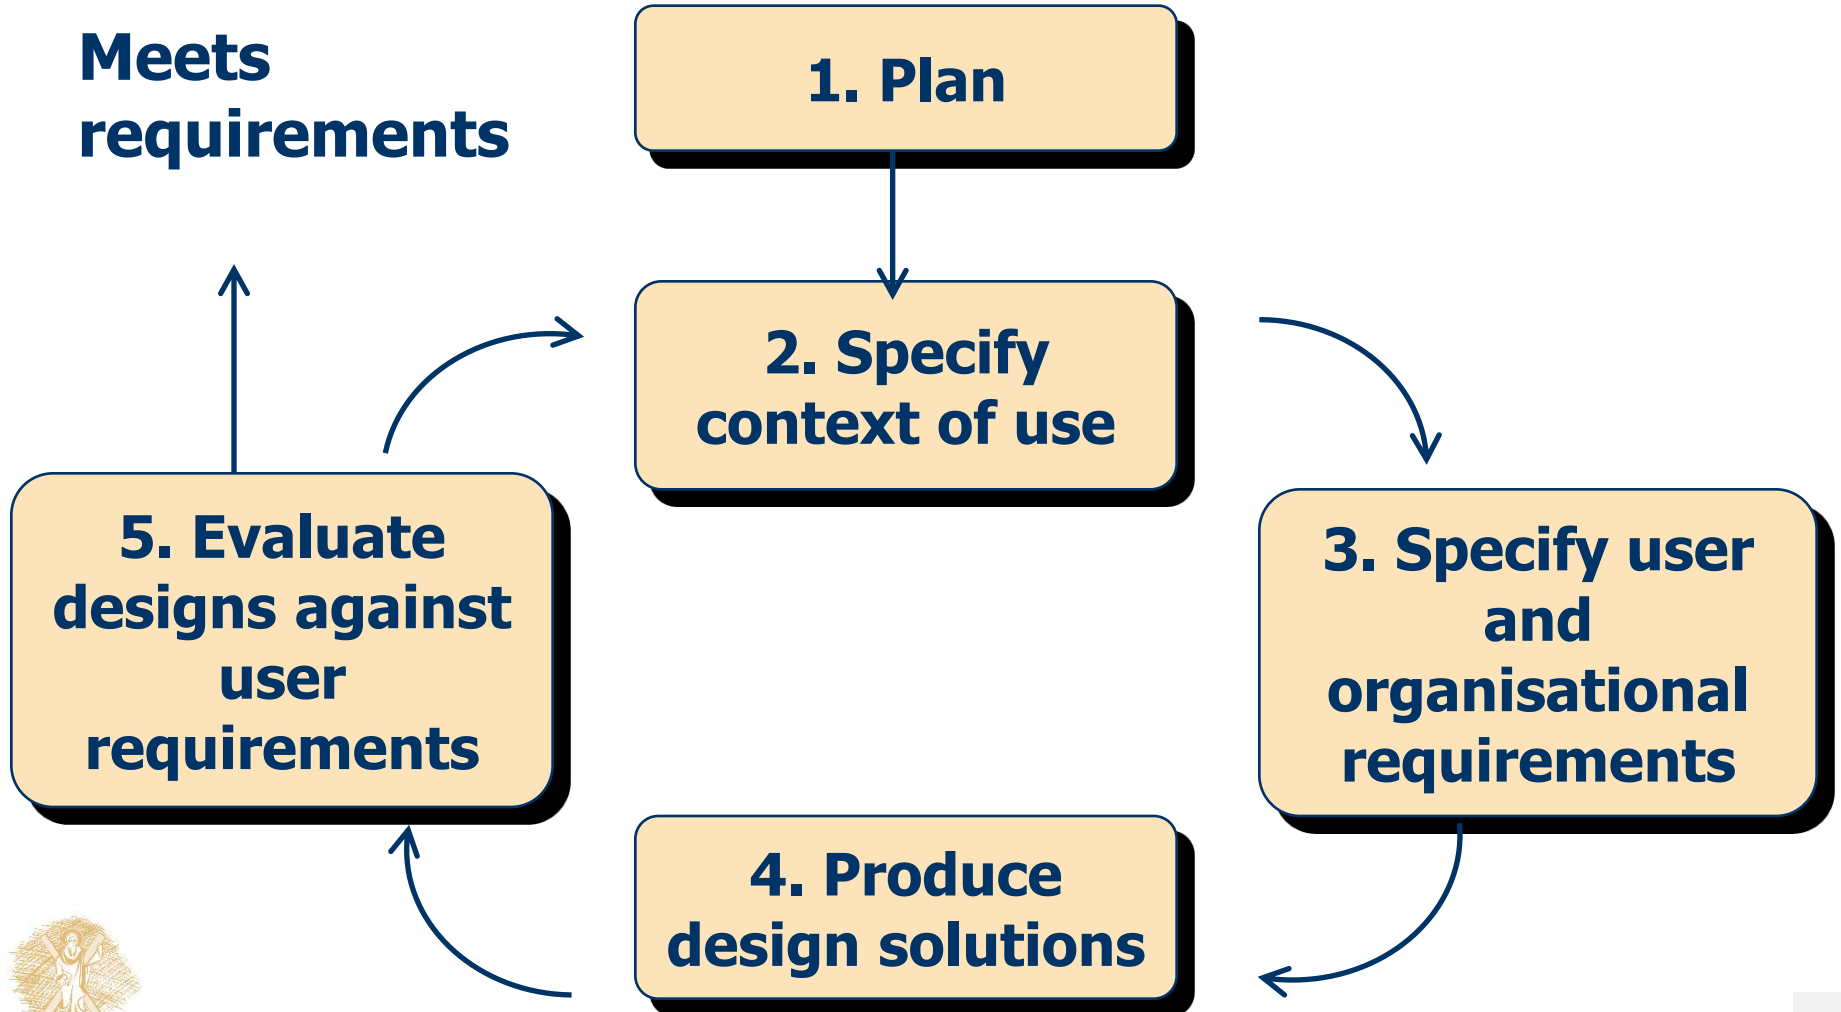 Meets
requirements
1. Plan
2. Specify
context of use
3. Specify user
and
organisational
requirements
4. Produce
design solutions
5. Evaluate
designs against
user
requirements